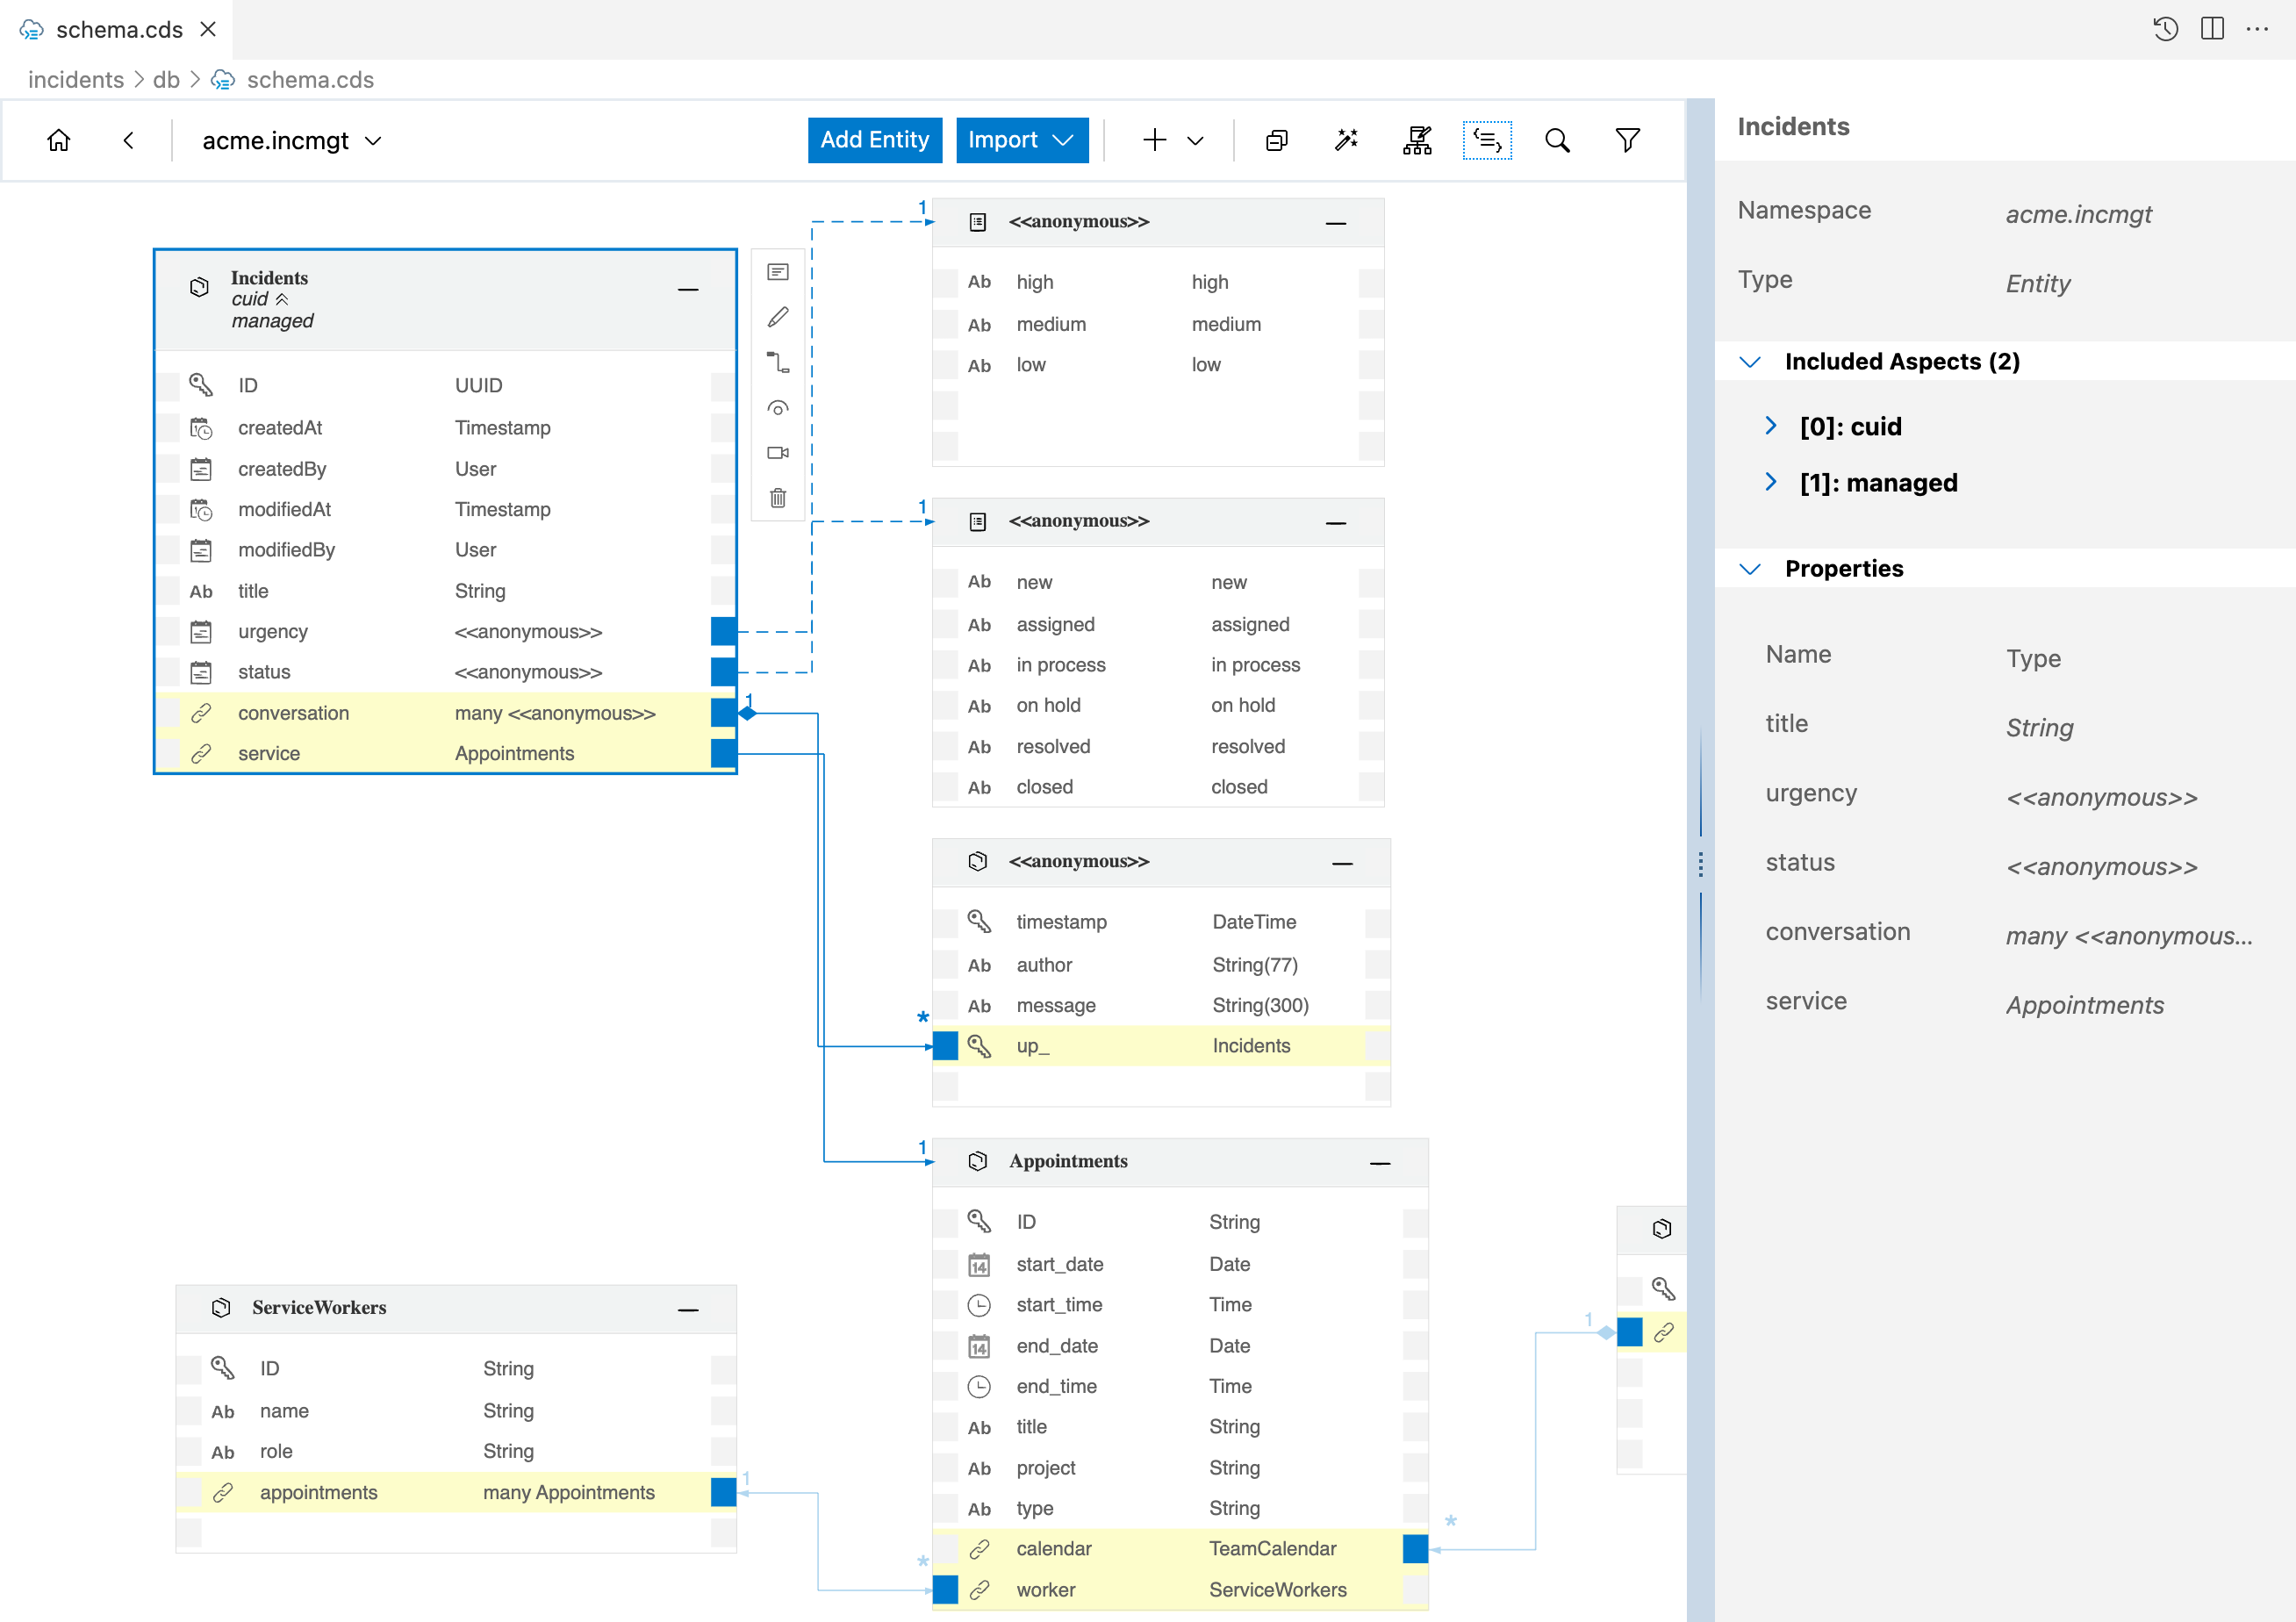 schema.cds
incidents > db > schema.cds
acme.incmgt
Add Entity
Import
Incidents
cuid
managed
ID UUID
createdAt Timestamp
createdBy User
modifiedAt Timestamp
modifiedBy User
Ab title String
urgency <<anonymous>>
status <<anonymous>>
conversation many <<anonymous>>
service Appointments
1
1
1
*
1
<<anonymous>>
Ab high high
Ab medium medium
Ab low low
<<anonymous>>
Ab new new
Ab assigned assigned
Ab in process in process
Ab on hold on hold
Ab resolved resolved
Ab closed closed
<<anonymous>>
timestamp DateTime
Ab author String(77)
Ab message String(300)
up_ Incidents
Appointments
ID String
14 start_date Date
start_time Time
14 end_date Date
end_time Time
Ab title String
Ab project String
Ab type String
calendar TeamCalendar
worker ServiceWorkers
ServiceWorkers
ID String
Ab name String
Ab role String
appointments many Appointments
1
*
*
1
Incidents
Namespace acme.incmgt
Type Entity
Included Aspects (2)
[0]: cuid
[1]: managed
Properties
Name Type
title String
urgency <<anonymous>>
status <<anonymous>>
conversation many <<anonymous...
service Appointments